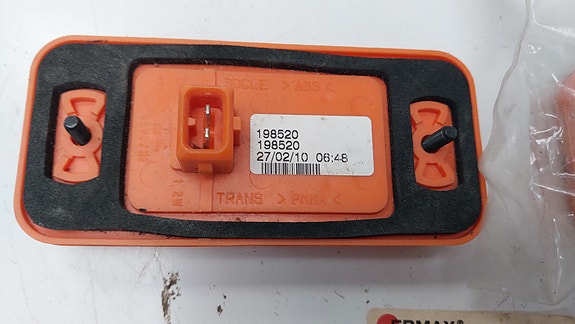 SOCLE > ABS <
198520
198520
27/02/10 06:48
TRANS > PMMA <